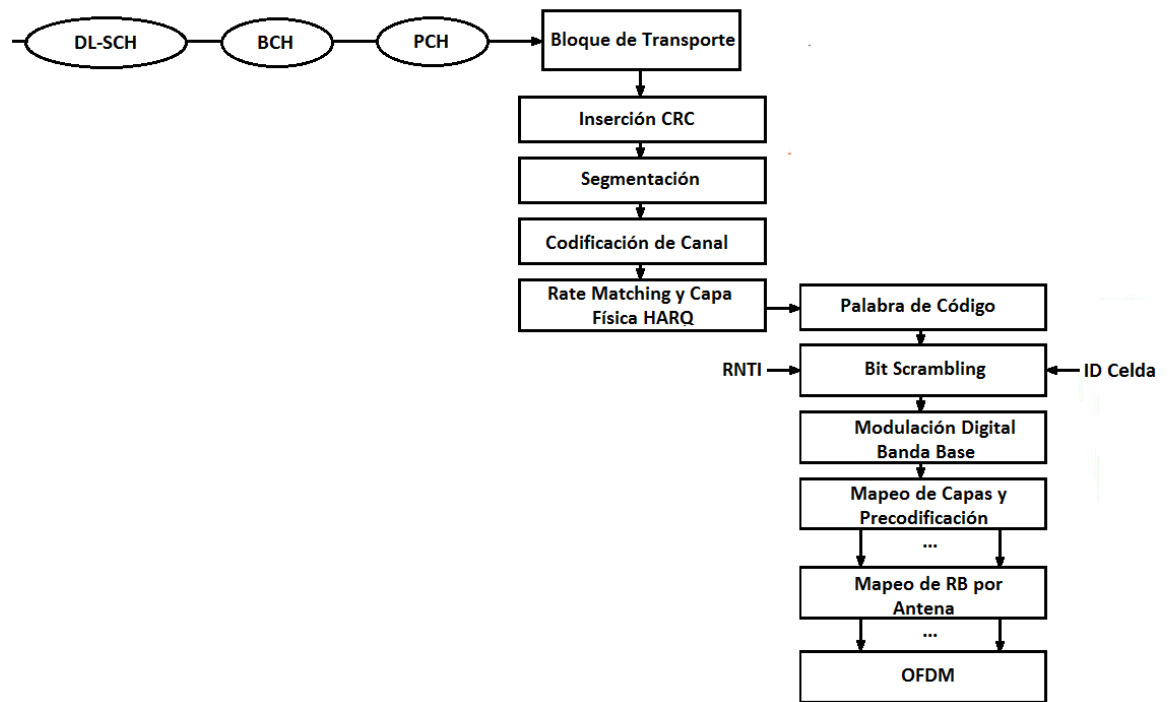 DL-SCH
BCH
PCH
Bloque de Transporte
Inserción CRC
Segmentación
Codificación de Canal
Rate Matching y Capa
Física HARQ
Palabra de Código
RNTI
Bit Scrambling
ID Celda
Modulación Digital
Banda Base
Mapeo de Capas y
Precodificación
...
Mapeo de RB por
Antena
...
OFDM